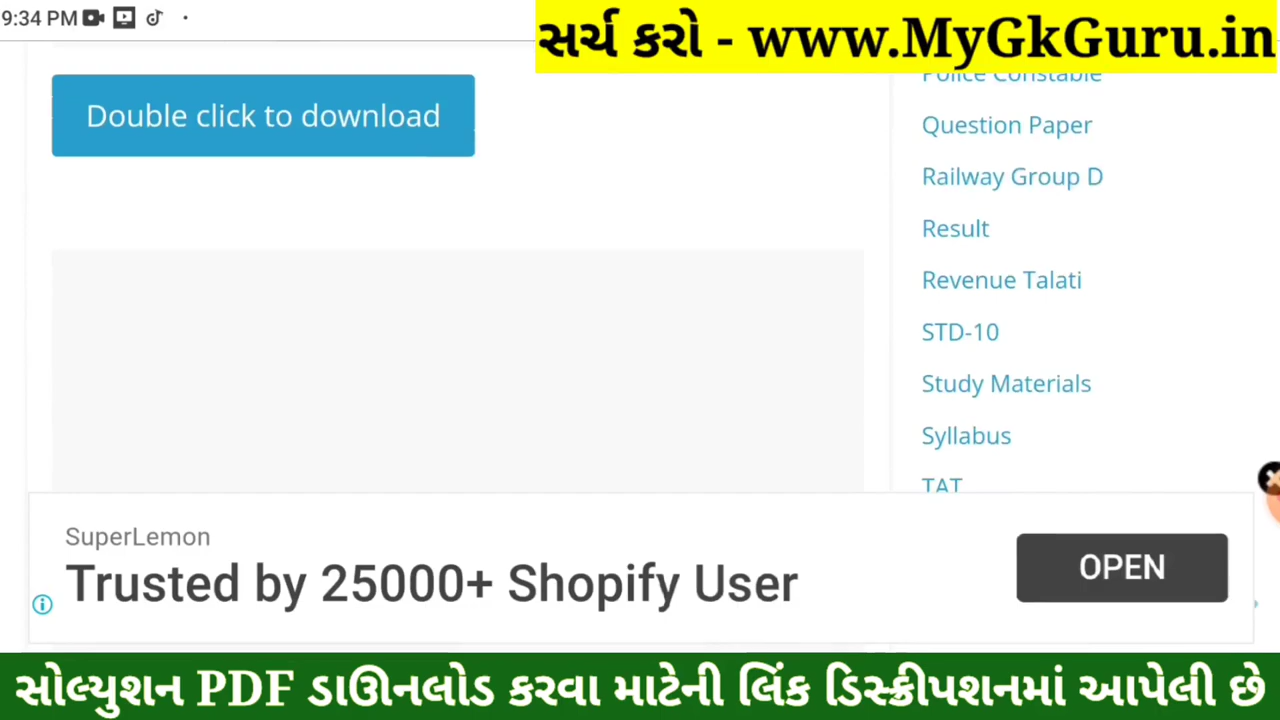 9:34 PM
સર્ચ કરો - www.MyGkGuru.in
Double click to download
Police Constable
Question Paper
Railway Group D
Result
Revenue Talati
STD-10
Study Materials
Syllabus
TAT
SuperLemon
Trusted by 25000+ Shopify User
OPEN
સોલ્યુશન PDF ડાઊનલોડ કરવા માટેની લિંક ડિસ્ક્રીપશનમાં આપેલી છે